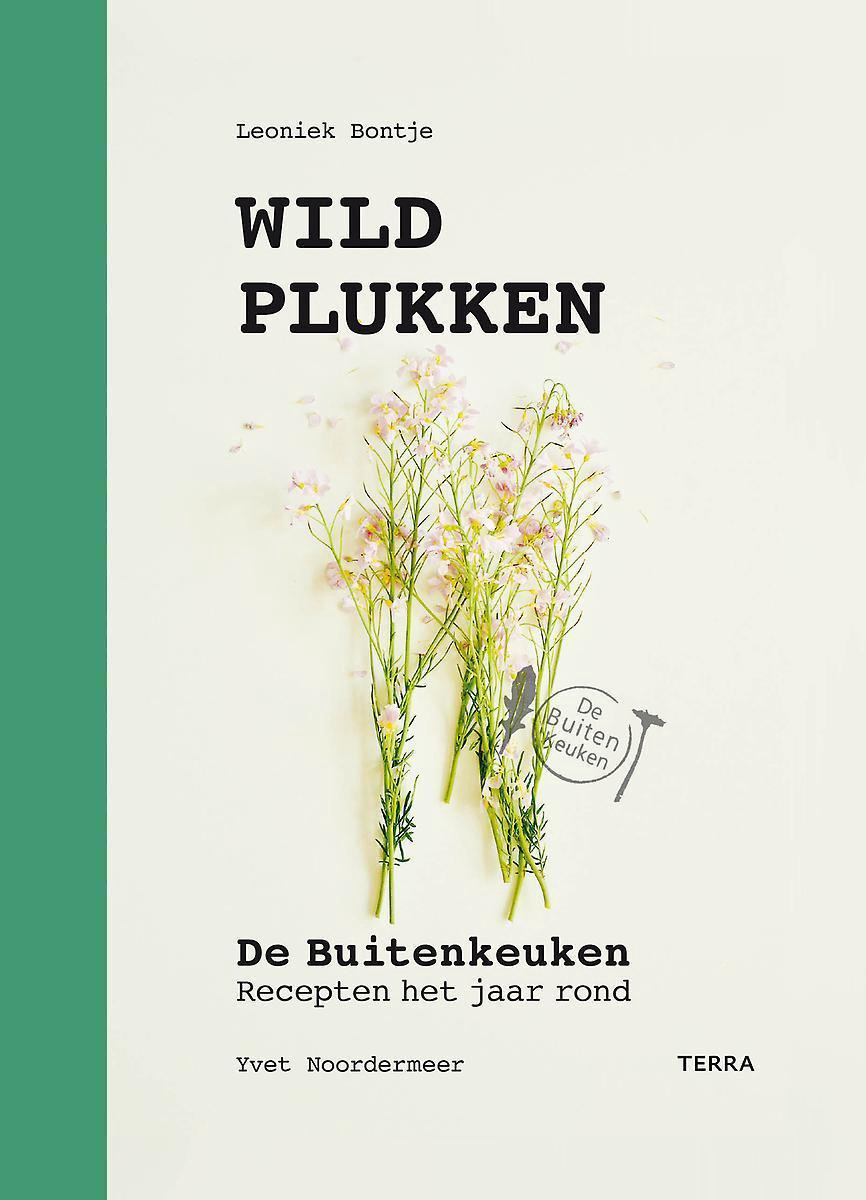 Leoniek Bontje
WILD
PLUKKEN
De
Buiten
Keuken
De Buitenkeuken
Recepten het jaar rond
Yvet Noordermeer
TERRA